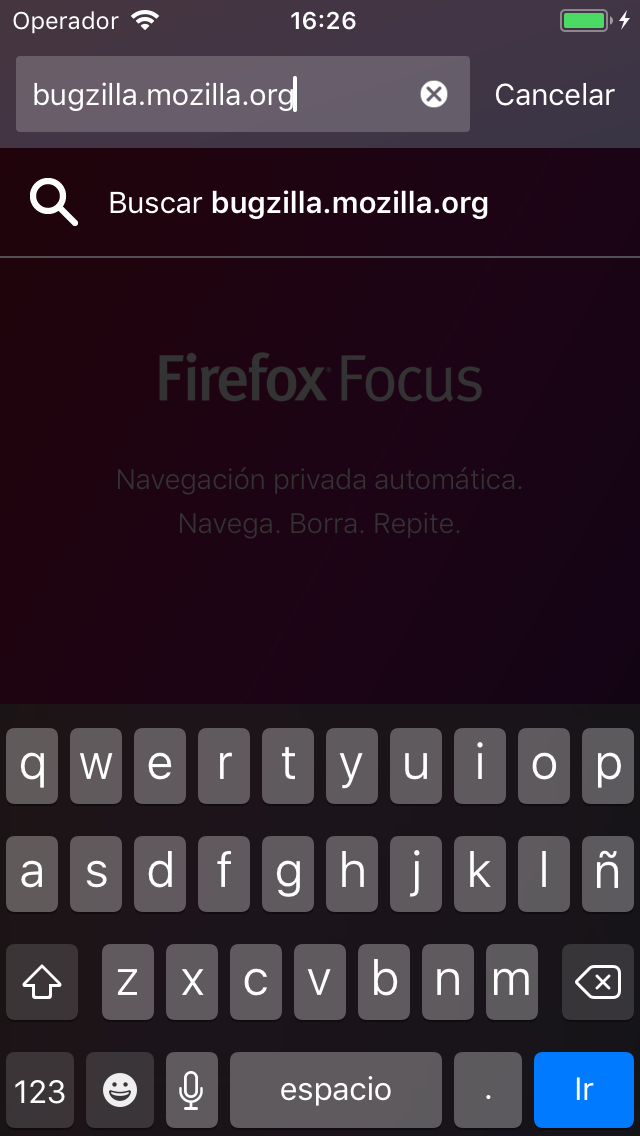 Operador 16:26
bugzilla.mozilla.org Cancelar
Buscar bugzilla.mozilla.org
Firefox Focus
Navegación privada automática.
Navega. Borra. Repite.
q w e r t y u i o p
a s d f g h j k l ñ
z x c v b n m
123 espacio . Ir